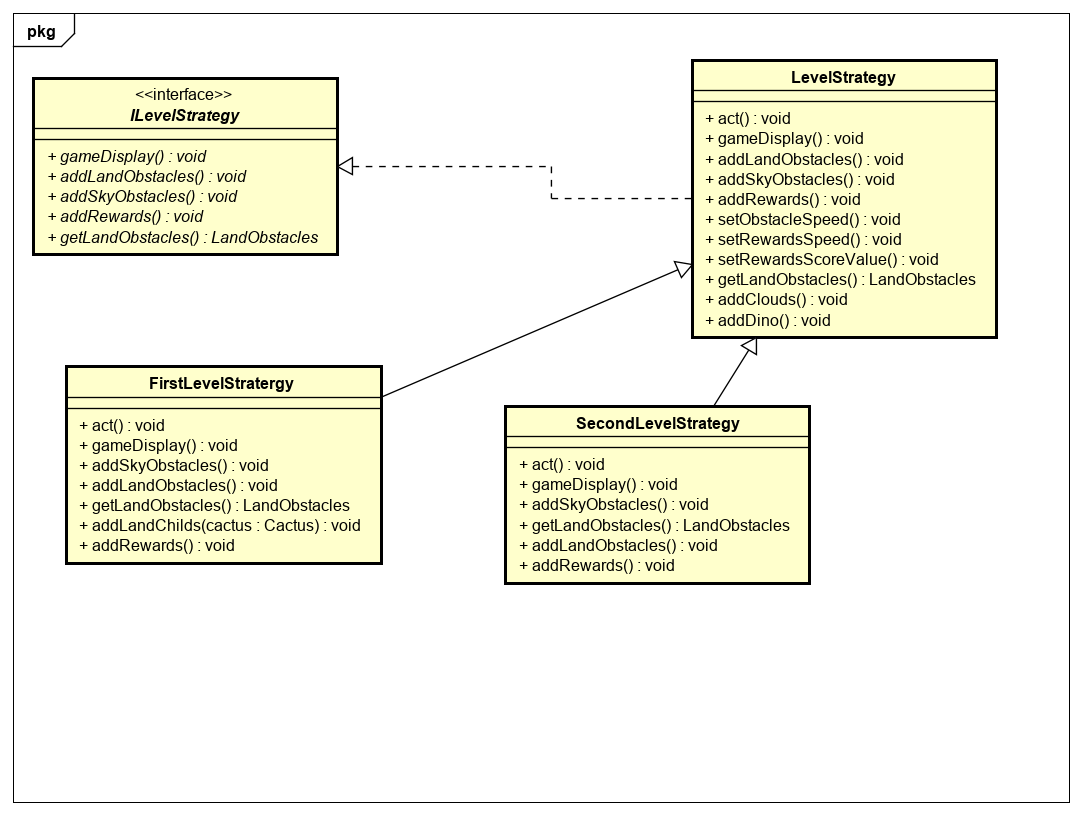 pkg
<<interface>>
ILevelStrategy
+ gameDisplay() : void
+ addLandObstacles() : void
+ addSkyObstacles() : void
+ addRewards() : void
+ getLandObstacles() : LandObstacles
LevelStrategy
+ act() : void
+ gameDisplay() : void
+ addLandObstacles() : void
+ addSkyObstacles() : void
+ addRewards() : void
+ setObstacleSpeed() : void
+ setRewardsSpeed() : void
+ setRewardsScoreValue() : void
+ getLandObstacles() : LandObstacles
+ addClouds() : void
+ addDino() : void
FirstLevelStratergy
+ act() : void
+ gameDisplay() : void
+ addSkyObstacles() : void
+ addLandObstacles() : void
+ getLandObstacles() : LandObstacles
+ addLandChilds(cactus : Cactus) : void
+ addRewards() : void
SecondLevelStrategy
+ act() : void
+ gameDisplay() : void
+ addSkyObstacles() : void
+ getLandObstacles() : LandObstacles
+ addLandObstacles() : void
+ addRewards() : void